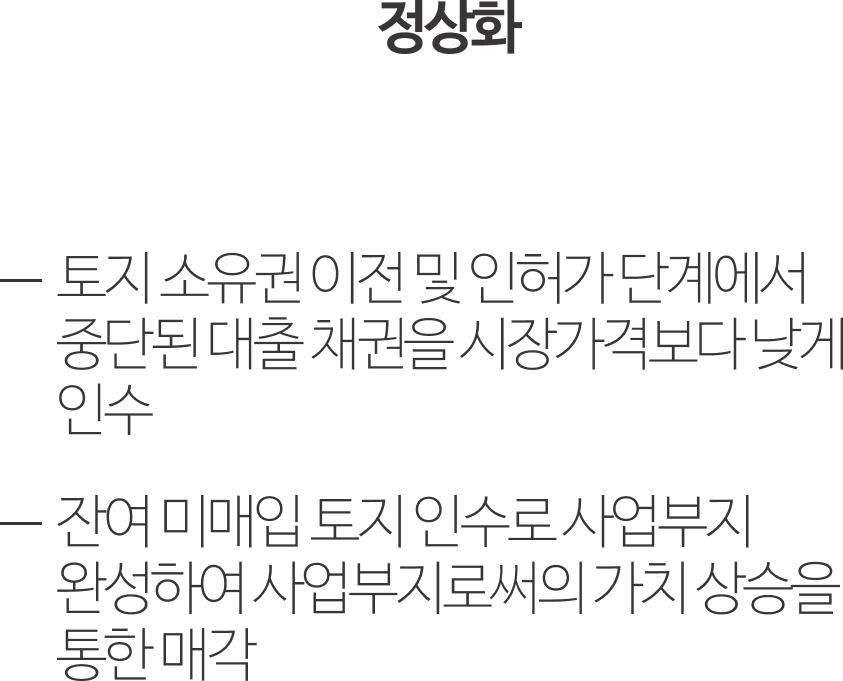 정상화
— 토지 소유권 이전 및 인허가 단계에서
중단된 대출 채권을 시장가격보다 낮게
인수
— 잔여 미매입 토지 인수로 사업부지
완성하여 사업부지로써의 가치 상승을
통한 매각